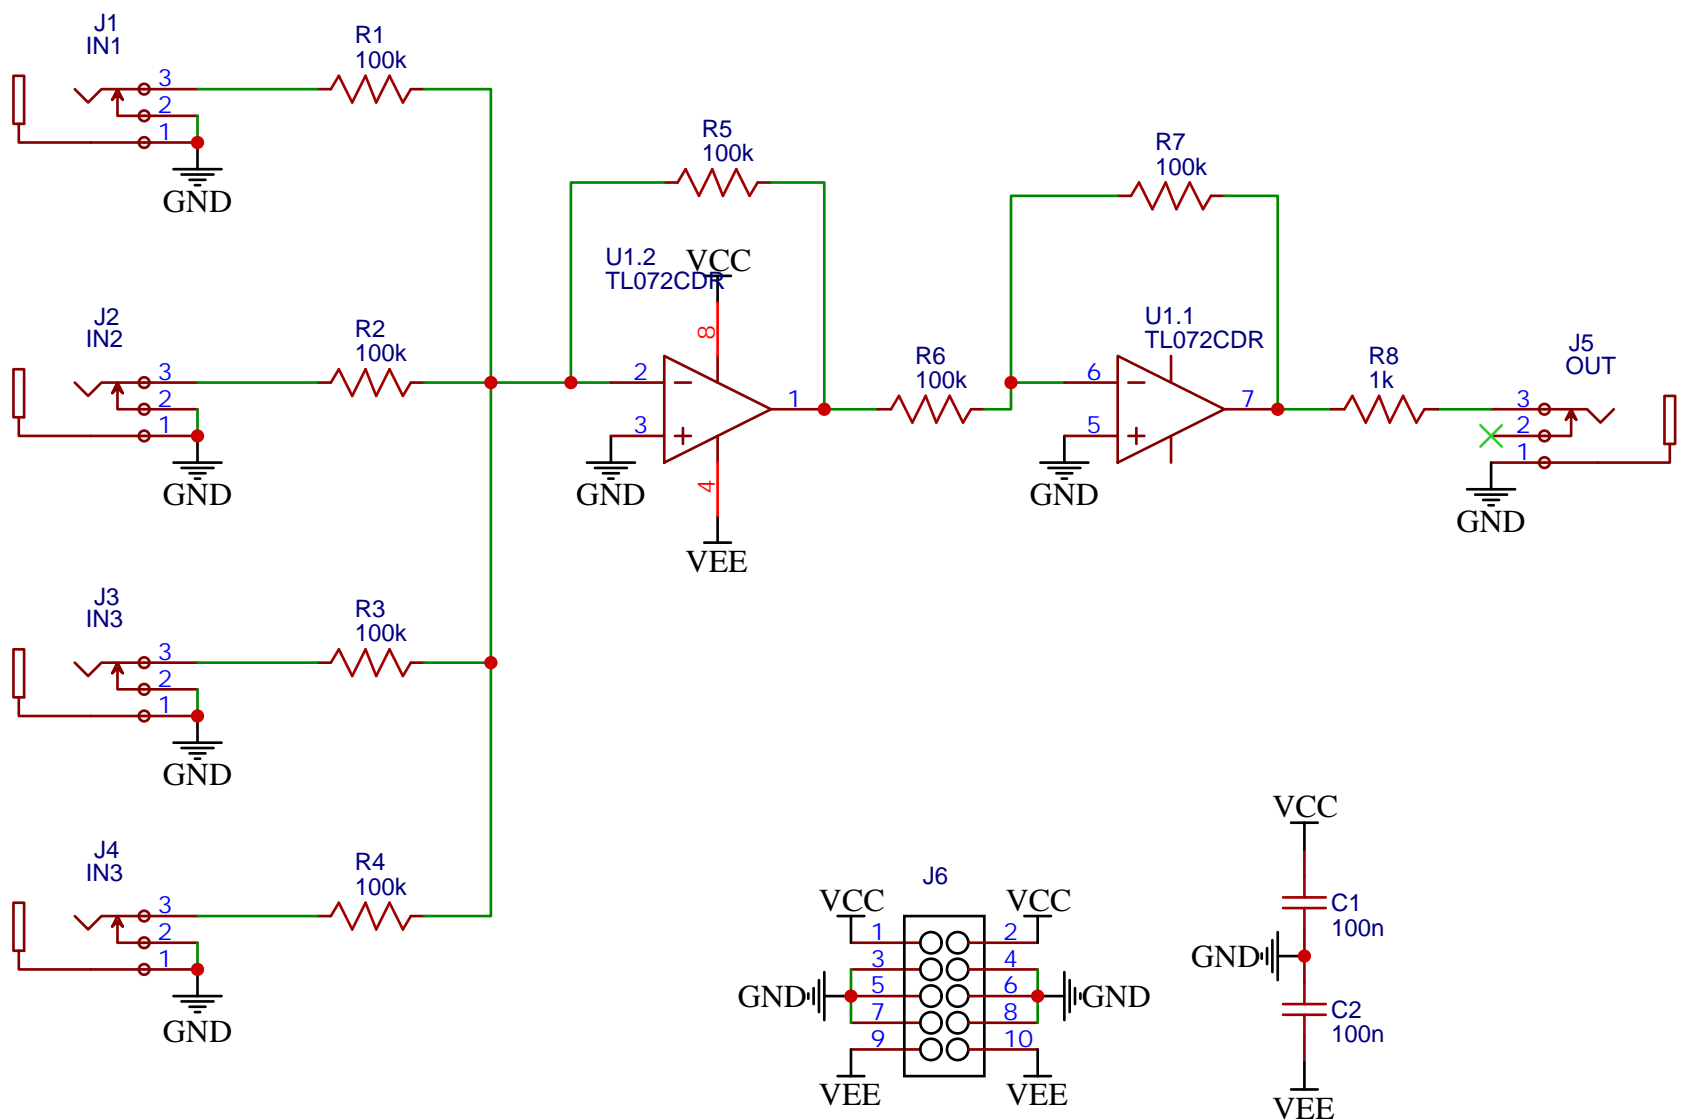 J1
IN1
3
2
1
GND
R1
100k
J2
IN2
3
2
1
GND
R2
100k
J3
IN3
3
2
1
GND
R3
100k
J4
IN3
3
2
1
GND
R4
100k
R5
100k
U1.2
TL072CDR
VCC
8
2
3
1
4
GND
VEE
R6
100k
R7
100k
U1.1
TL072CDR
6
5
7
GND
R8
1k
J5
OUT
3
2
1
GND
J6
VCC
VCC
1
2
3
4
GND
5
6
GND
7
8
9
10
VEE
VEE
VCC
C1
100n
GND
C2
100n
VEE